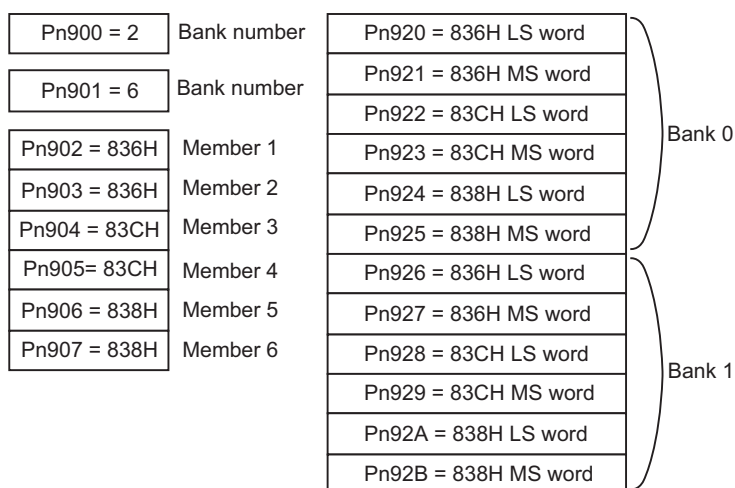 Pn900 = 2 Bank number
Pn901 = 6 Bank number
Pn902 = 836H Member 1
Pn903 = 836H Member 2
Pn904 = 83CH Member 3
Pn905= 83CH Member 4
Pn906 = 838H Member 5
Pn907 = 838H Member 6
Pn920 = 836H LS word
Pn921 = 836H MS word
Pn922 = 83CH LS word
Pn923 = 83CH MS word
Pn924 = 838H LS word
Pn925 = 838H MS word
Bank 0
Pn926 = 836H LS word
Pn927 = 836H MS word
Pn928 = 83CH LS word
Pn929 = 83CH MS word
Pn92A = 838H LS word
Pn92B = 838H MS word
Bank 1